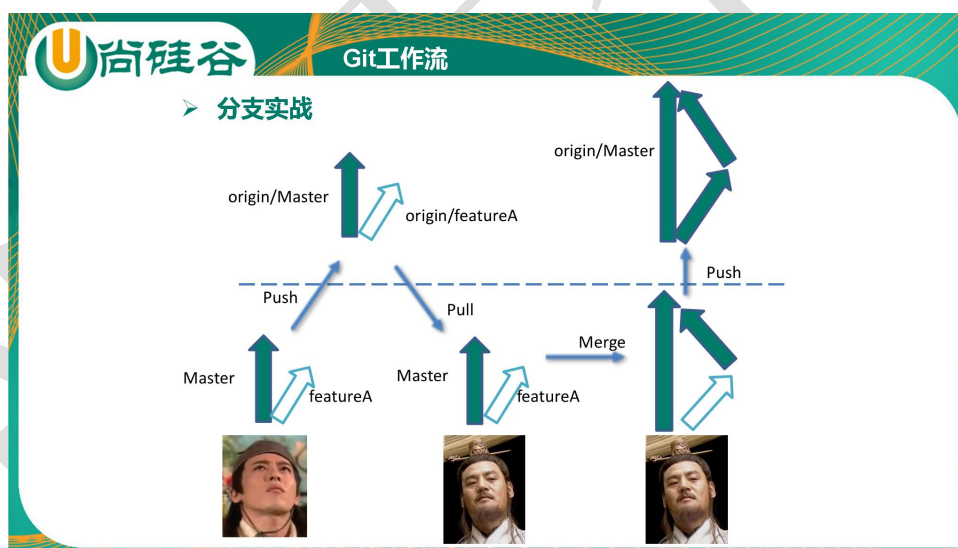 尚硅谷
Git工作流
分支实战
origin/Master
origin/Master
origin/featureA
Push
Push
Pull
Merge
Master
Master
featureA
featureA